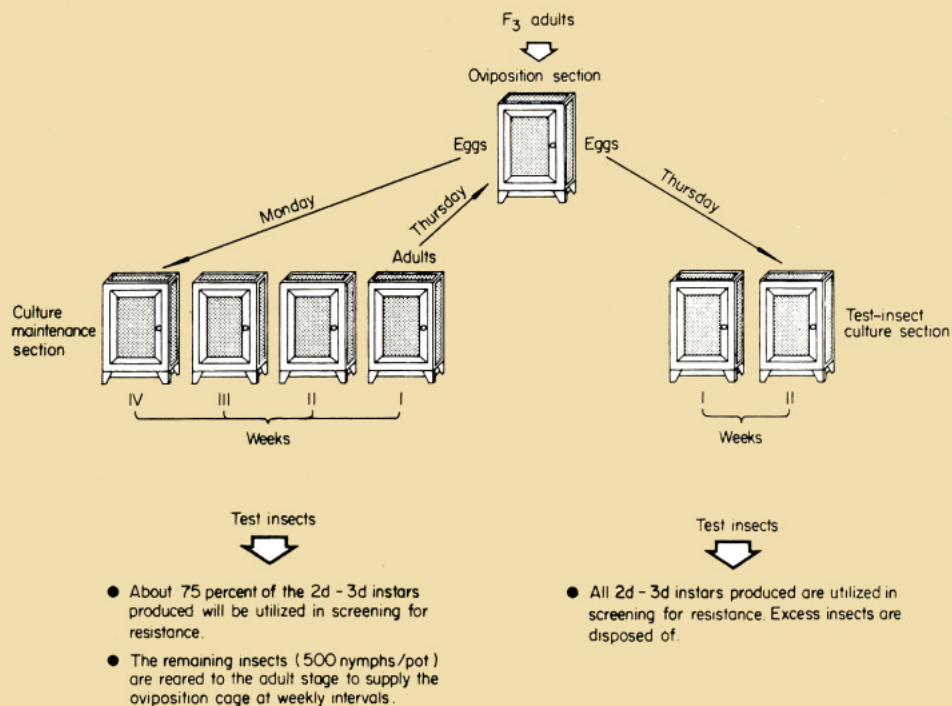 F3 adults
Oviposition section
Eggs
Eggs
Monday
Thursday
Thursday
Adults
Culture
maintenance
section
Test-insect
culture section
IV
III
II
I
I
II
Weeks
Weeks
Test insects
● About 75 percent of the 2d - 3d instars
produced will be utilized in screening for
resistance.
● The remaining insects (500 nymphs/pot)
are reared to the adult stage to supply the
oviposition cage at weekly intervals.
Test insects
● All 2d - 3d instars produced are utilized in
screening for resistance. Excess insects are
disposed of.